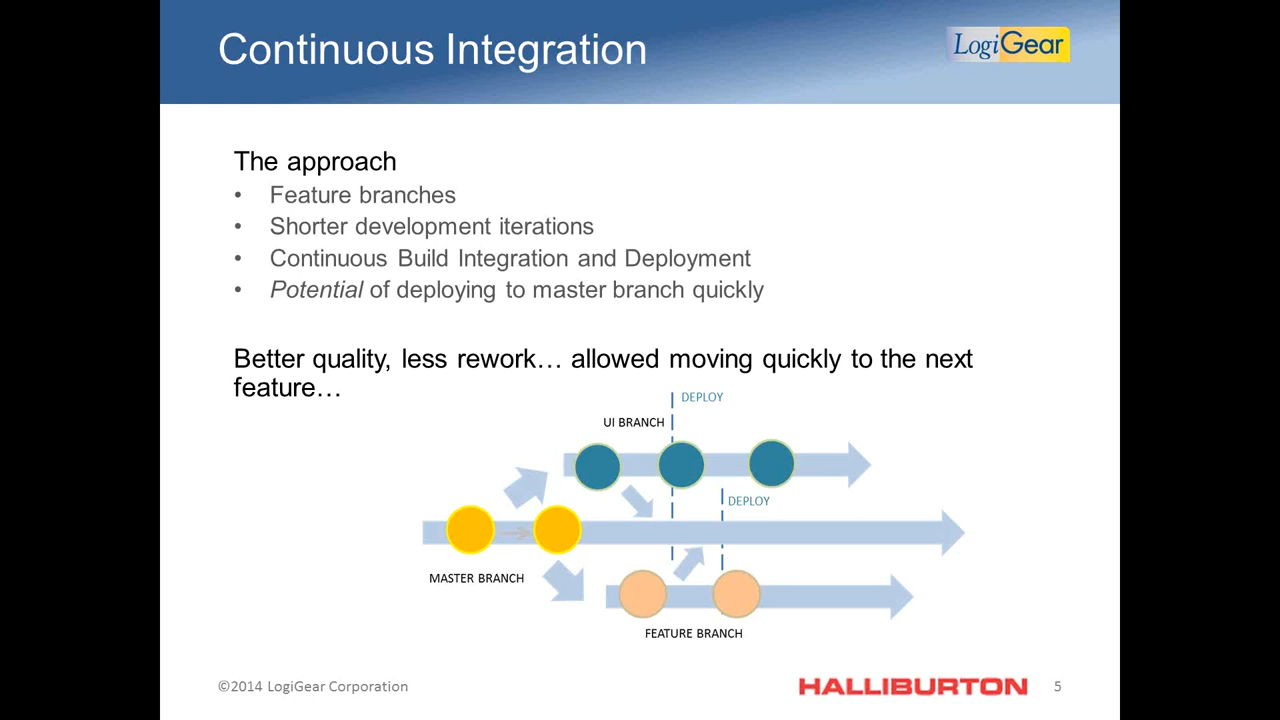 Continuous Integration
LogiGear
The approach
• Feature branches
• Shorter development iterations
• Continuous Build Integration and Deployment
• Potential of deploying to master branch quickly
Better quality, less rework… allowed moving quickly to the next
feature…
DEPLOY
UI BRANCH
DEPLOY
MASTER BRANCH
FEATURE BRANCH
©2014 LogiGear Corporation
HALLIBURTON
5